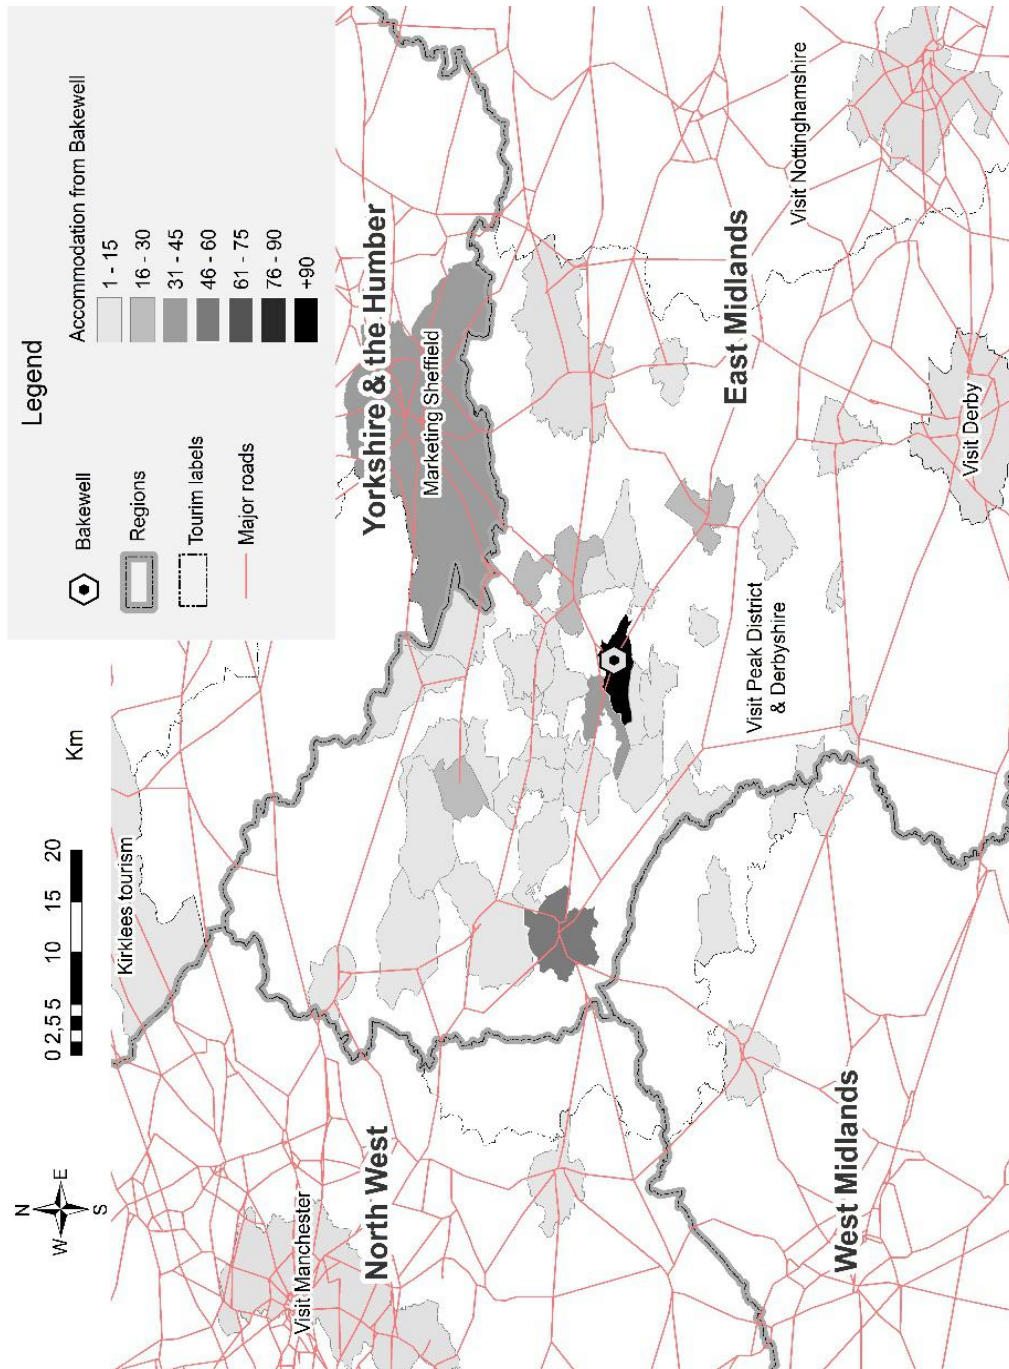 Legend
Bakewell
Regions
Tourim labels
Major roads
Accommodation from Bakewell
1 - 15
16 - 30
31 - 45
46 - 60
61 - 75
76 - 90
+90
N
W
E
S
0 2,5 5 10 15 20
Km
Kirklees tourism
Visit Manchester
North West
Yorkshire & the Humber
Marketing Sheffield
East Midlands
Visit Nottinghamshire
Visit Peak District
& Derbyshire
Visit Derby
West Midlands